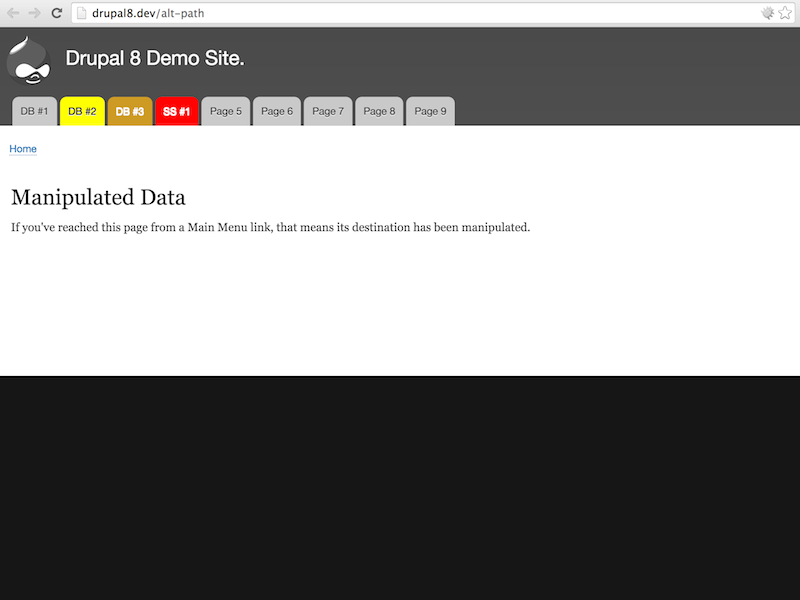 drupal8.dev/alt-path
Drupal 8 Demo Site.
DB #1 DB #2 DB #3 SS #1 Page 5 Page 6 Page 7 Page 8 Page 9
Home
Manipulated Data
If you've reached this page from a Main Menu link, that means its destination has been manipulated.